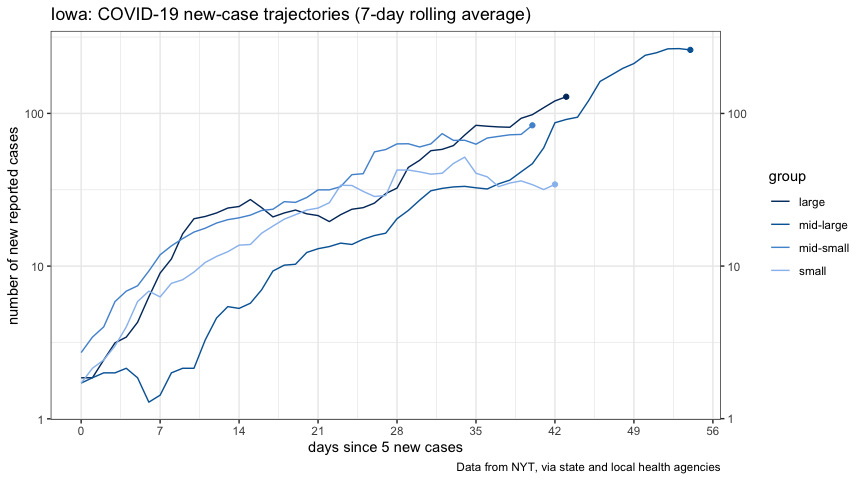 Iowa: COVID-19 new-case trajectories (7-day rolling average)
number of new reported cases
100
10
1
100
10
1
0 7 14 21 28 35 42 49 56
days since 5 new cases
group
large
mid-large
mid-small
small
Data from NYT, via state and local health agencies